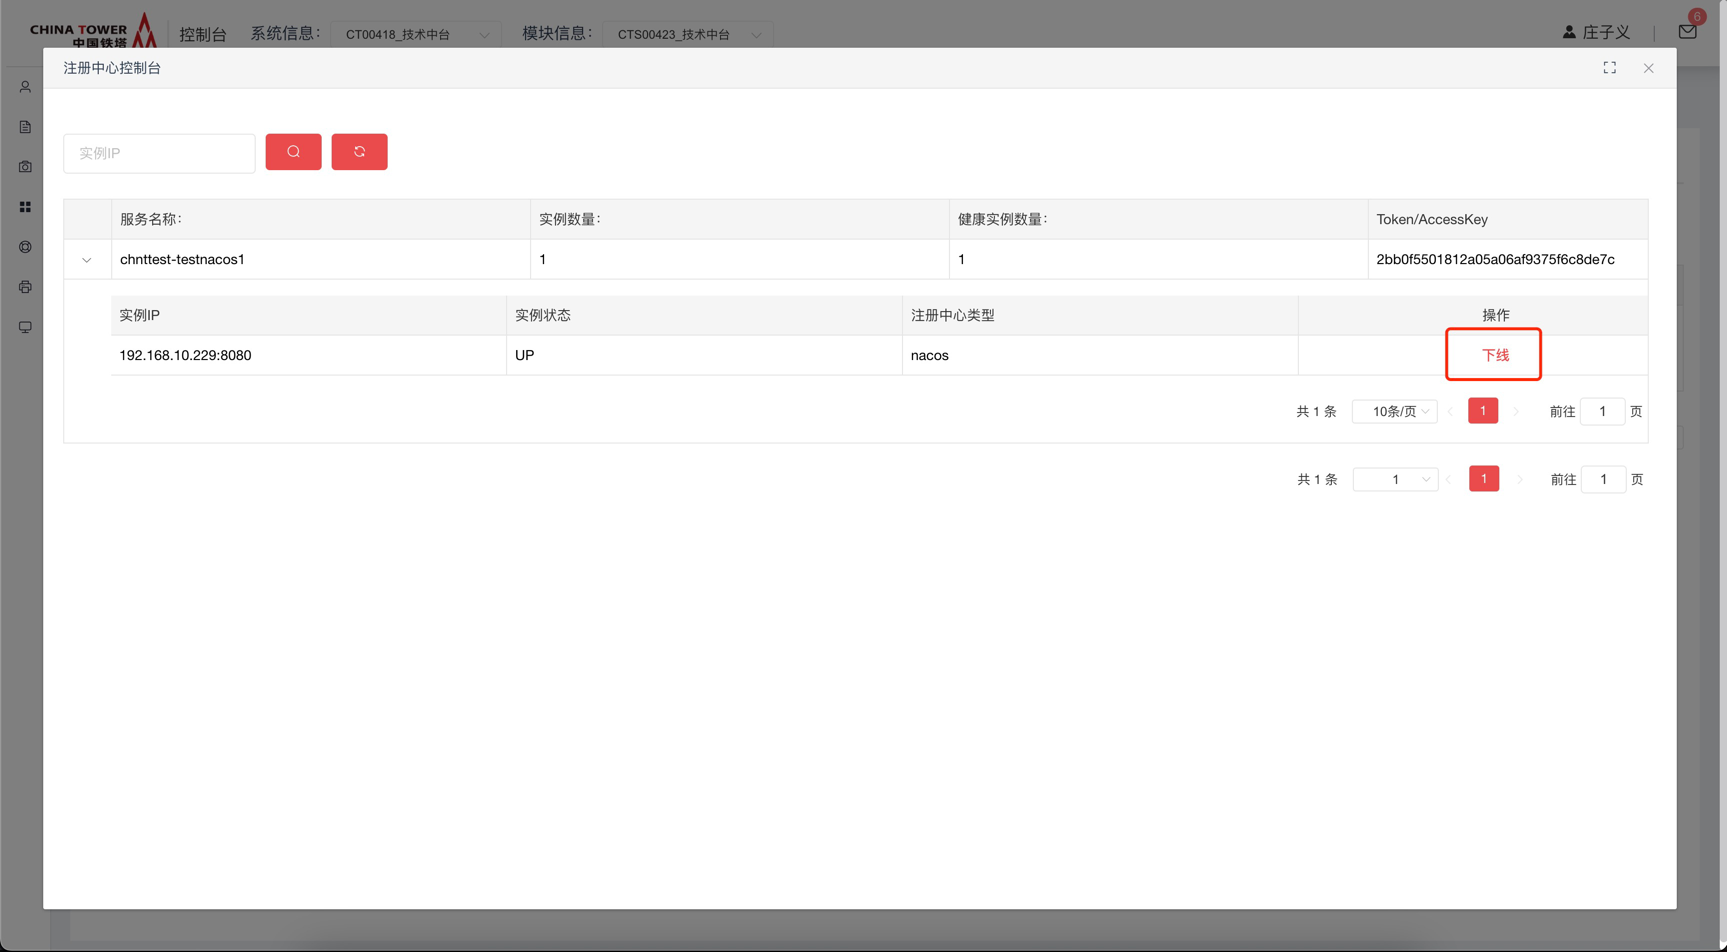 CHINA TOWER
中国铁塔
控制台
系统信息：
CT00418_技术中台
模块信息：
CTS00423_技术中台
庄子义
6
注册中心控制台
实例IP
服务名称：
实例数量：
健康实例数量：
Token/AccessKey
chnttest-testnacos1
1
1
2bb0f5501812a05a06af9375f6c8de7c
实例IP
实例状态
注册中心类型
操作
192.168.10.229:8080
UP
nacos
下线
共 1 条
10条/页
1
前往
1
页
共 1 条
1
1
前往
1
页